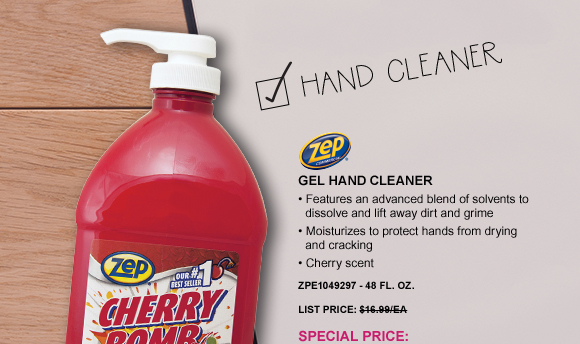 HAND CLEANER
Zep
COMMERCIAL
GEL HAND CLEANER
• Features an advanced blend of solvents to
dissolve and lift away dirt and grime
• Moisturizes to protect hands from drying
and cracking
• Cherry scent
ZPE1049297 - 48 FL. OZ.
LIST PRICE: $16.99/EA
SPECIAL PRICE:
Zep
OUR #1
BEST SELLER
CHERRY
BOMB